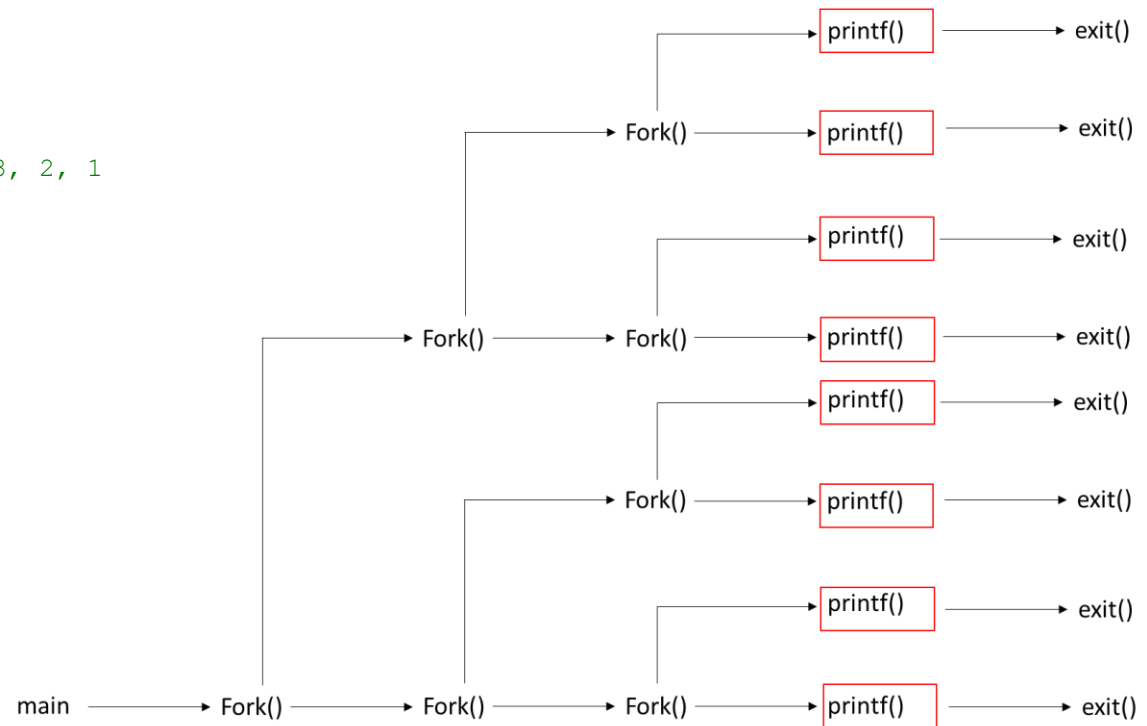 printf() exit()
Fork() printf() exit()
3, 2, 1
printf() exit()
Fork() Fork() printf() exit()
printf() exit()
Fork() printf() exit()
printf() exit()
main Fork() Fork() Fork() printf() exit()